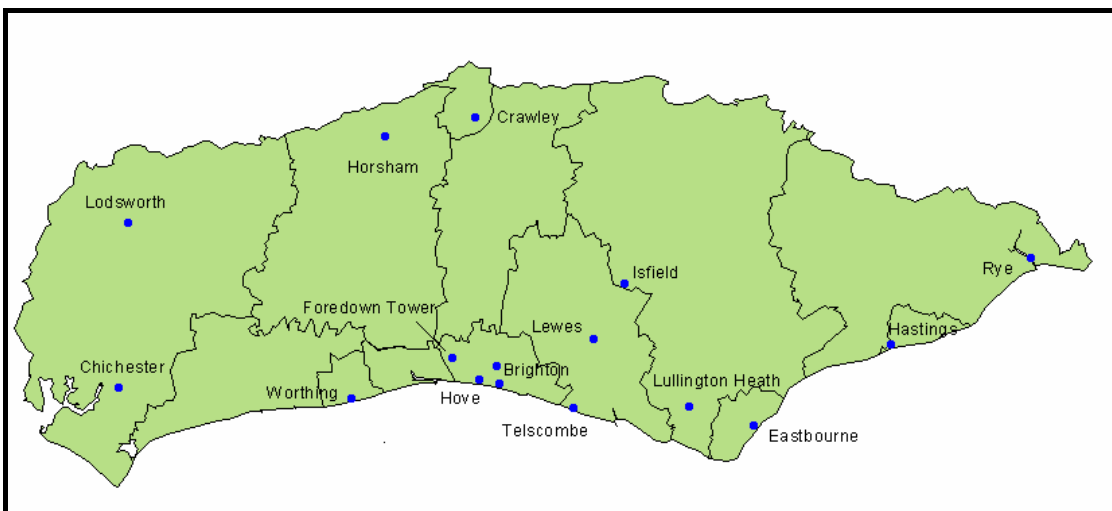 Crawley
Horsham
Lodsworth
Isfield
Rye
Foredown Tower
Lewes
Hastings
Chichester
Brighton
Lullington Heath
Worthing
Hove
Telscombe
Eastbourne